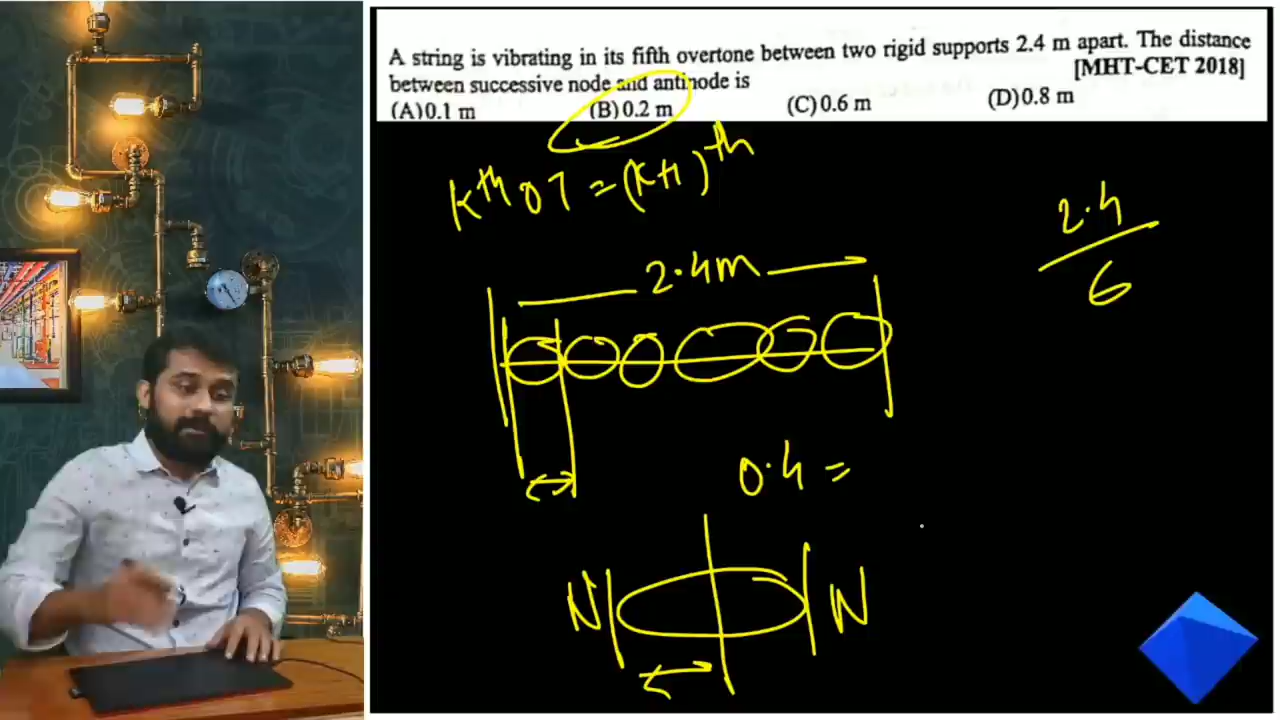 A string is vibrating in its fifth overtone between two rigid supports 2.4 m apart. The distance
between successive node and antinode is [MHT-CET 2018]
(A) 0.1 m (B) 0.2 m (C) 0.6 m (D) 0.8 m
Kth OT = (K+1)th
2.4
6
2.4m
0.4 =
N N